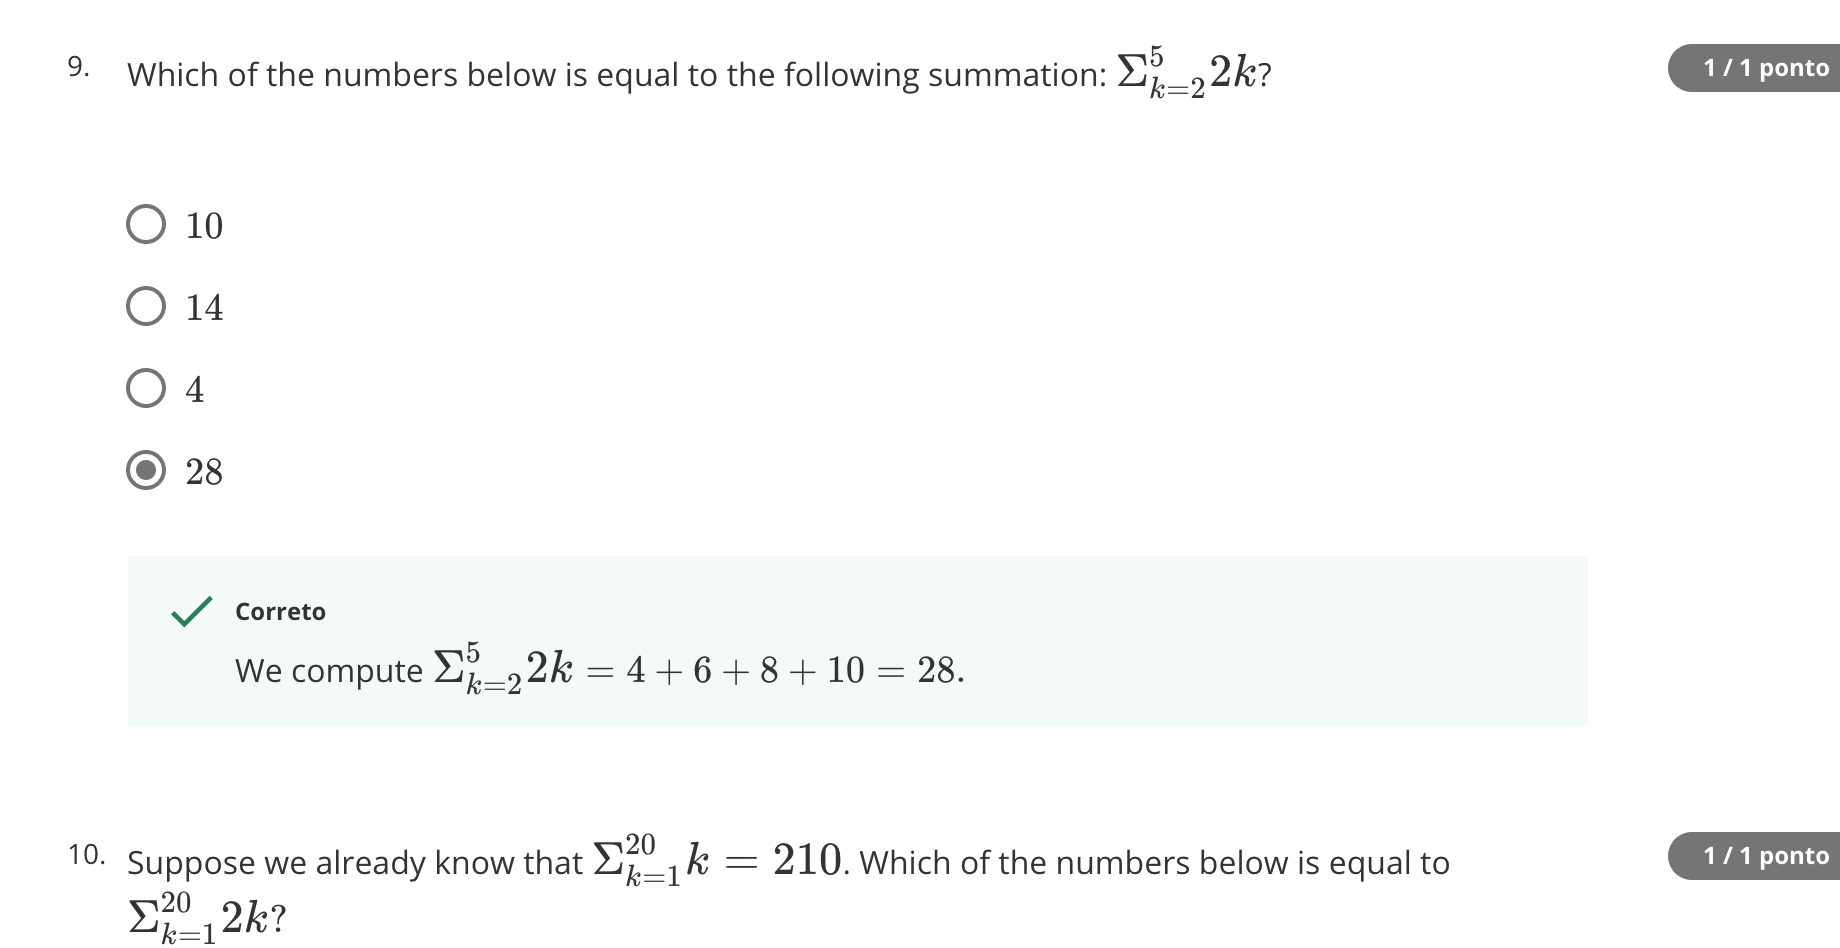 9. Which of the numbers below is equal to the following summation: $\Sigma_{k=2}^{5} 2k$?
1 / 1 ponto
10
14
4
28
Correto
We compute $\Sigma_{k=2}^{5} 2k = 4 + 6 + 8 + 10 = 28.$
10. Suppose we already know that $\Sigma_{k=1}^{20} k = 210$. Which of the numbers below is equal to
1 / 1 ponto
$\Sigma_{k=1}^{20} 2k$?